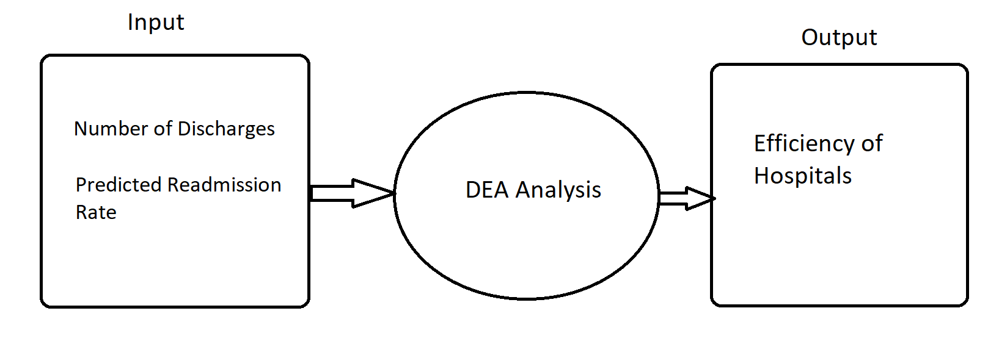 Input
Number of Discharges
Predicted Readmission
Rate
DEA Analysis
Output
Efficiency of
Hospitals